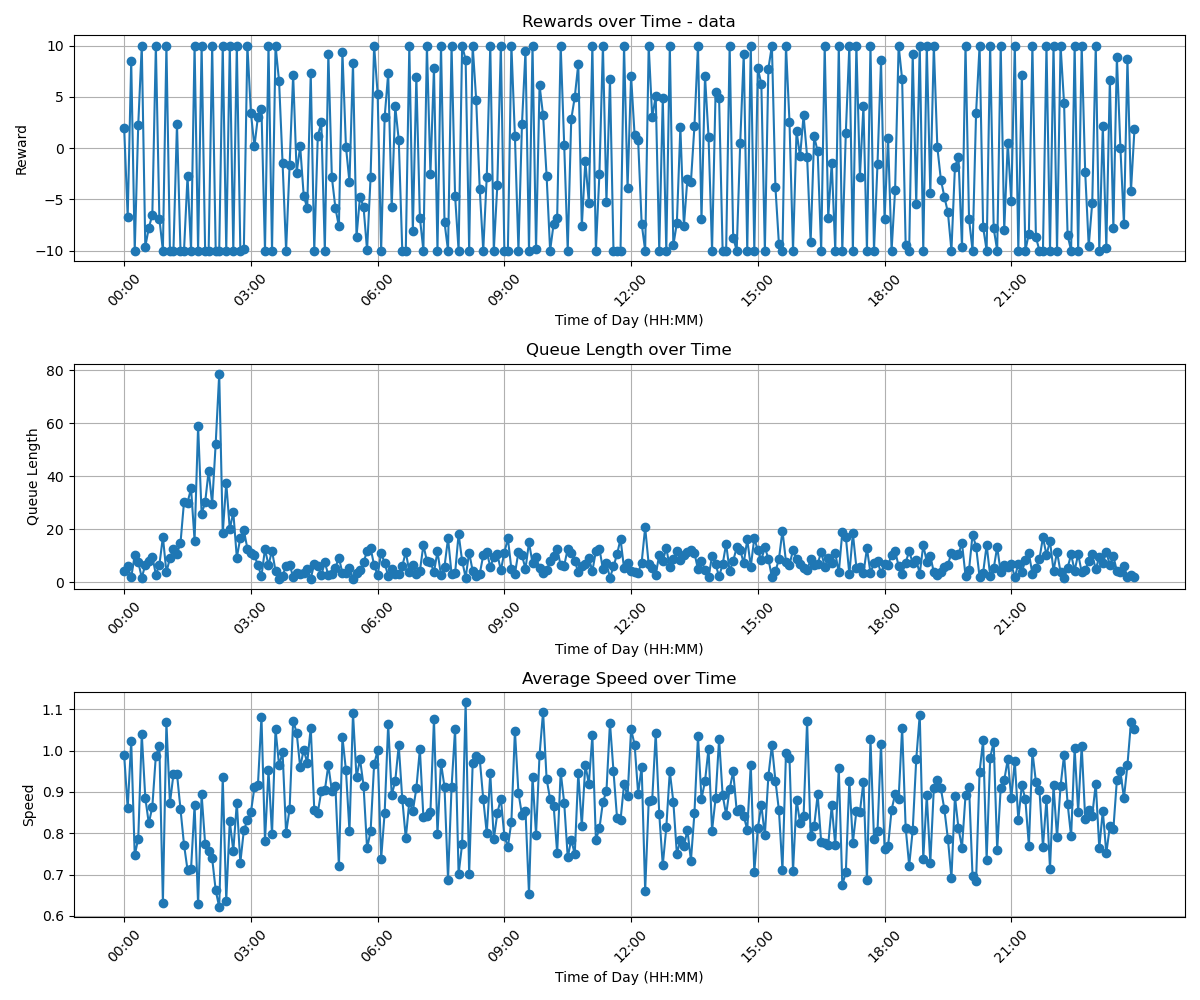 Rewards over Time - data
10
5
0
−5
−10
Reward
00:00 03:00 06:00 09:00 12:00 15:00 18:00 21:00
Time of Day (HH:MM)
Queue Length over Time
80
60
40
20
0
Queue Length
00:00 03:00 06:00 09:00 12:00 15:00 18:00 21:00
Time of Day (HH:MM)
Average Speed over Time
1.1
1.0
0.9
0.8
0.7
0.6
Speed
00:00 03:00 06:00 09:00 12:00 15:00 18:00 21:00
Time of Day (HH:MM)